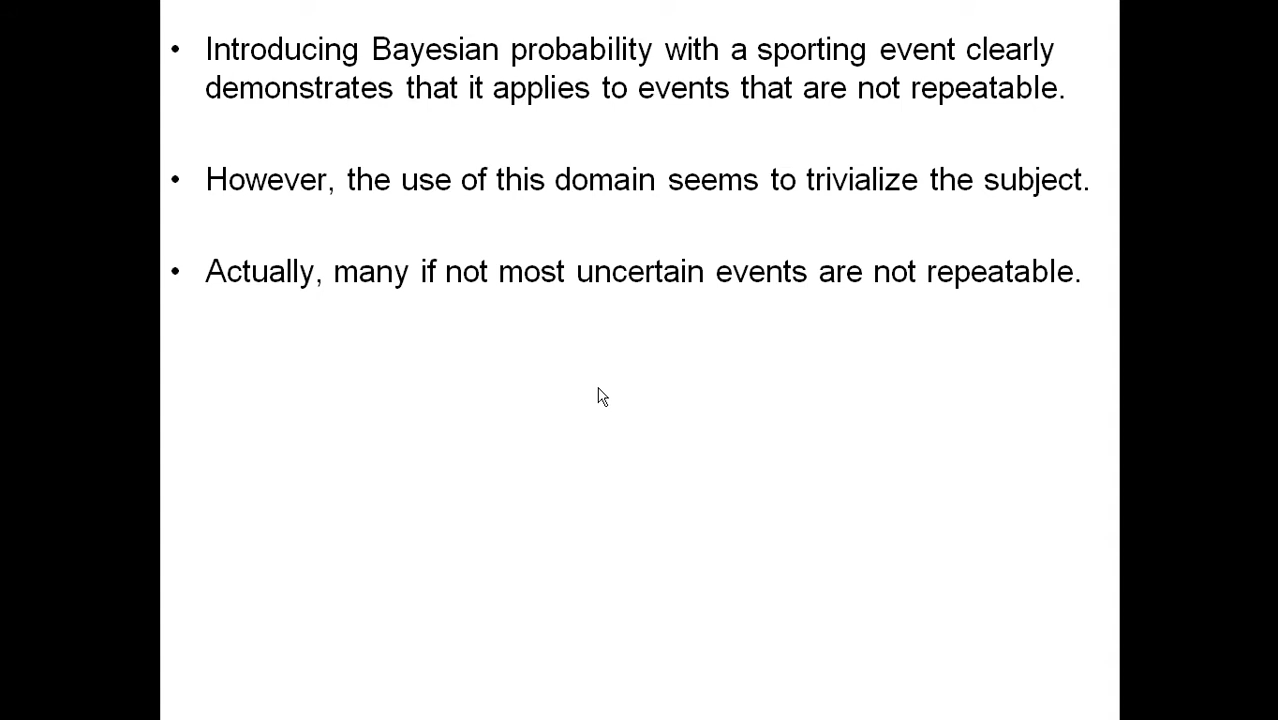 • Introducing Bayesian probability with a sporting event clearly
demonstrates that it applies to events that are not repeatable.
• However, the use of this domain seems to trivialize the subject.
• Actually, many if not most uncertain events are not repeatable.